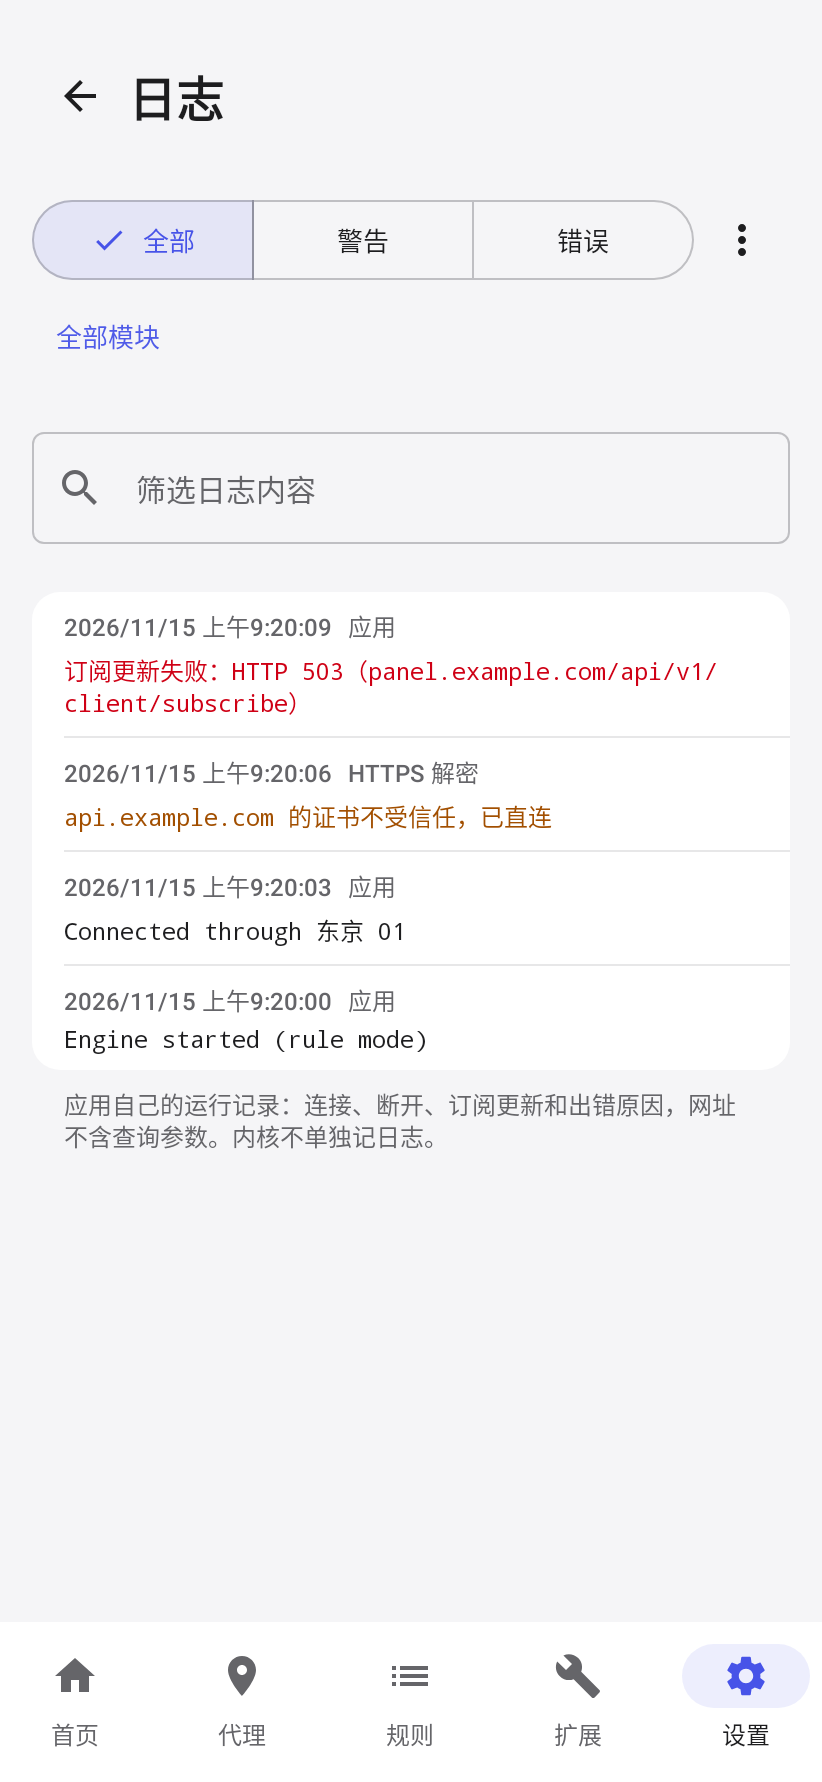 日志
全部
警告
错误
全部模块
筛选日志内容
2026/11/15 上午9:20:09 应用
订阅更新失败：HTTP 503（panel.example.com/api/v1/
client/subscribe）
2026/11/15 上午9:20:06 HTTPS 解密
api.example.com 的证书不受信任，已直连
2026/11/15 上午9:20:03 应用
Connected through 东京 01
2026/11/15 上午9:20:00 应用
Engine started (rule mode)
应用自己的运行记录：连接、断开、订阅更新和出错原因，网址
不含查询参数。内核不单独记日志。
首页
代理
规则
扩展
设置